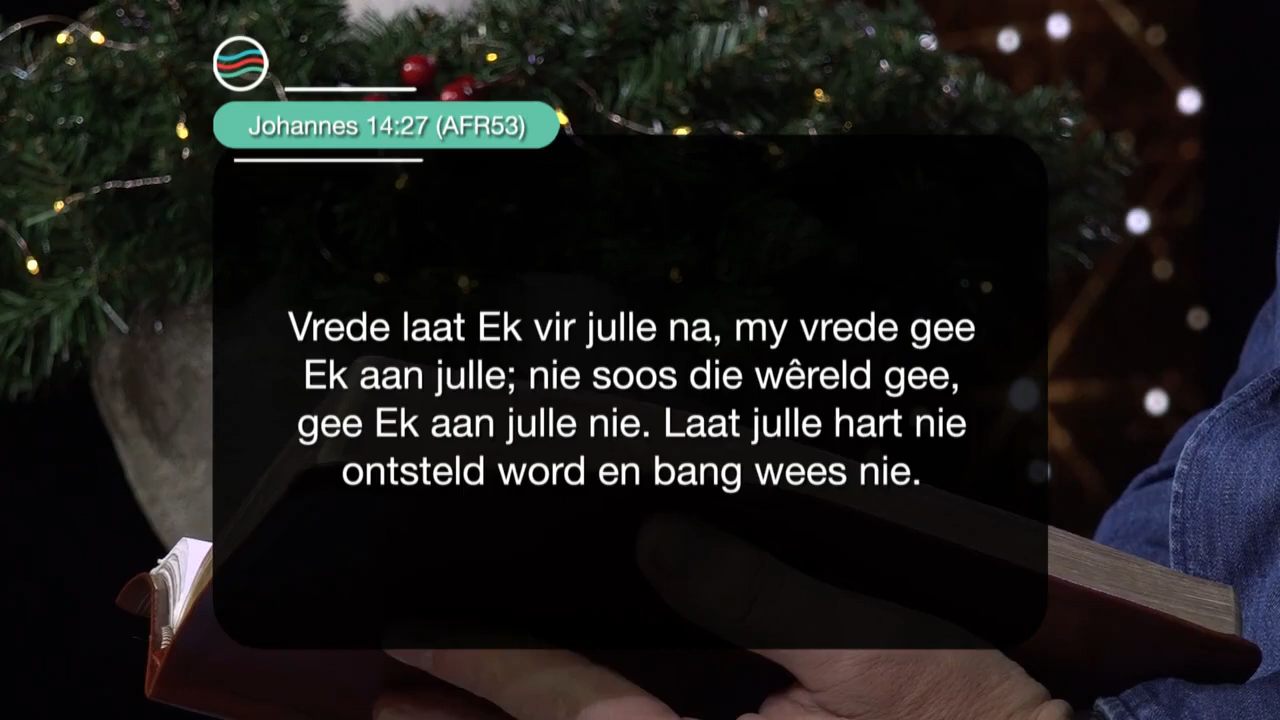 Johannes 14:27 (AFR53)
Vrede laat Ek vir julle na, my vrede gee
Ek aan julle; nie soos die wêreld gee,
gee Ek aan julle nie. Laat julle hart nie
ontsteld word en bang wees nie.